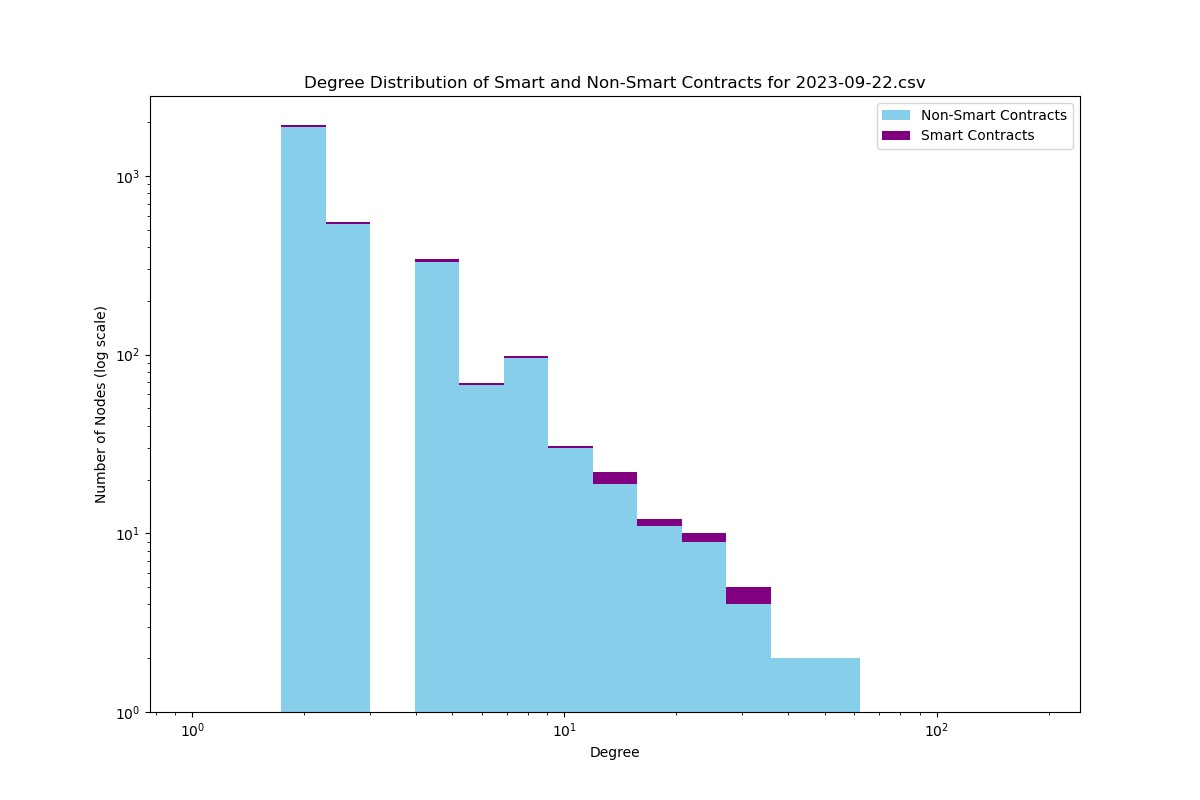 Degree Distribution of Smart and Non-Smart Contracts for 2023-09-22.csv
Non-Smart Contracts
Smart Contracts
Number of Nodes (log scale)
10³
10²
10¹
10⁰
10⁰ 10¹ 10²
Degree